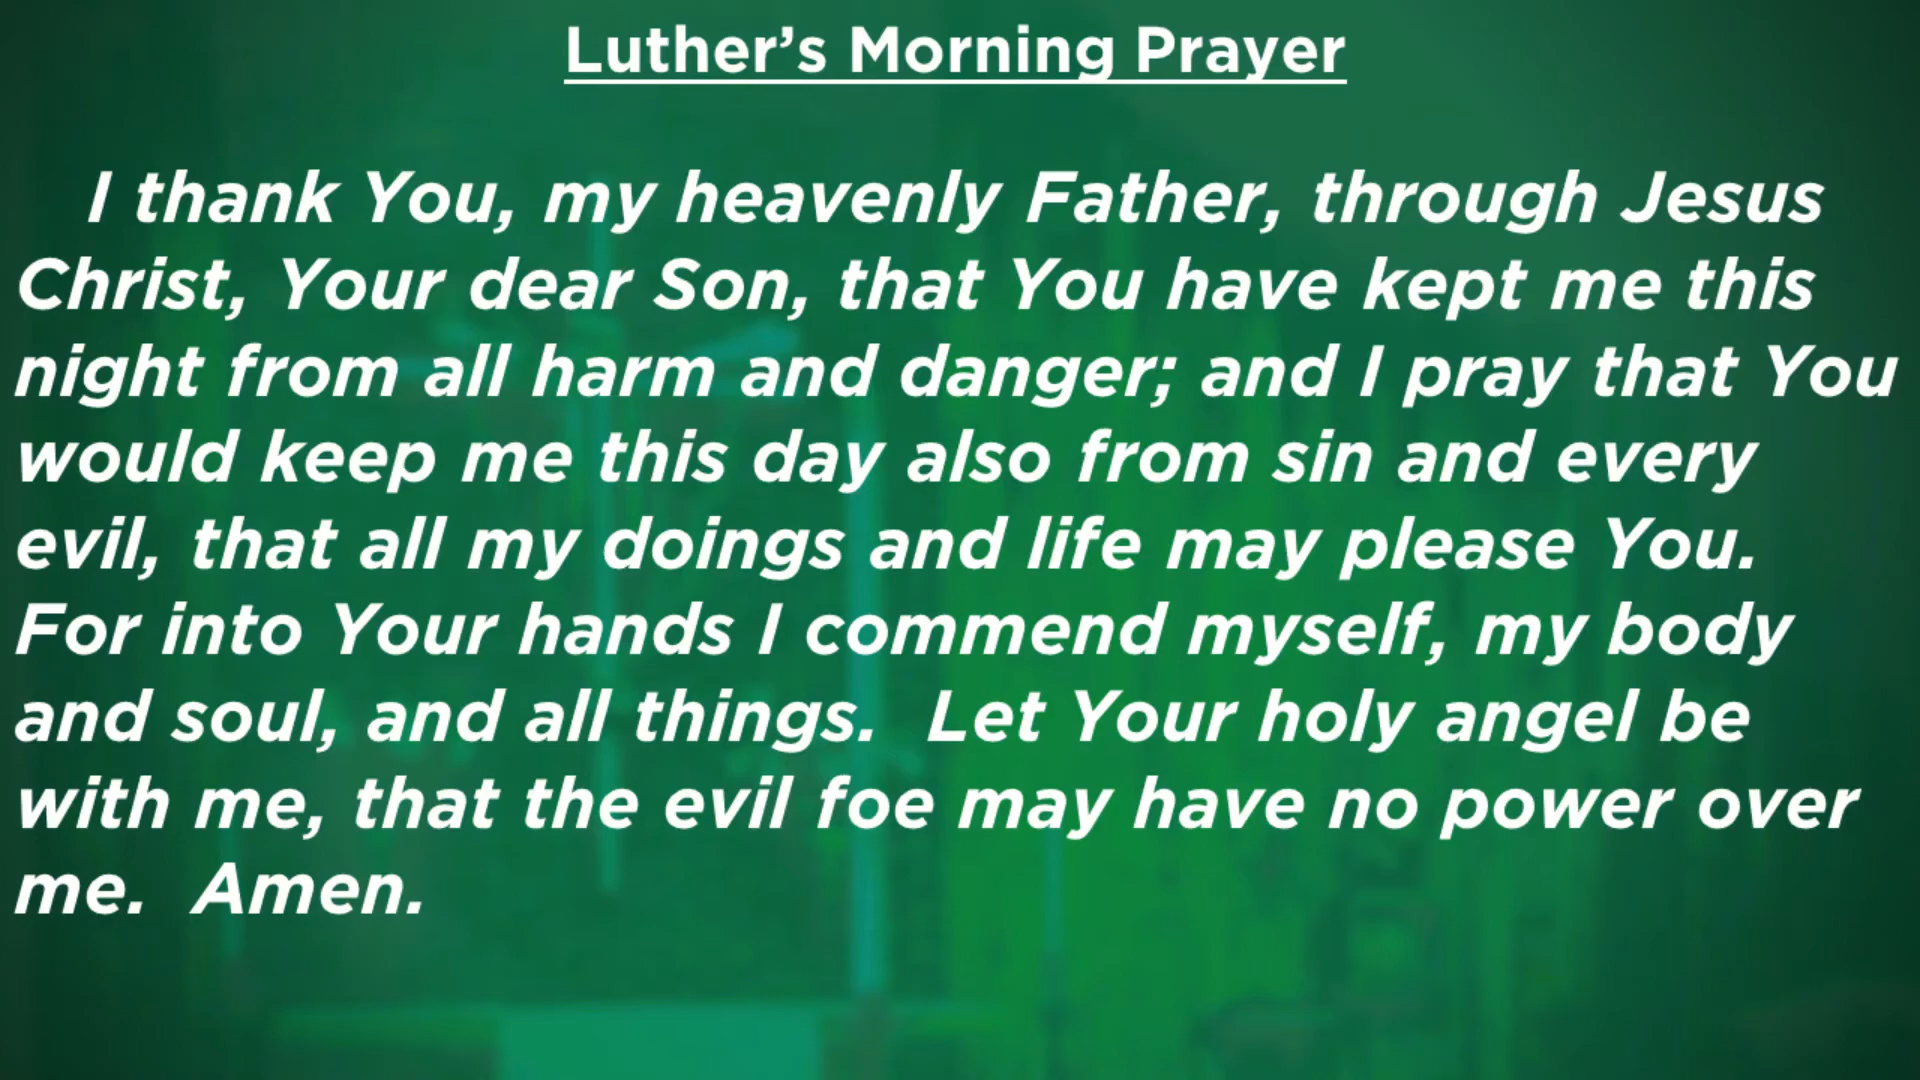 Luther’s Morning Prayer
I thank You, my heavenly Father, through Jesus
Christ, Your dear Son, that You have kept me this
night from all harm and danger; and I pray that You
would keep me this day also from sin and every
evil, that all my doings and life may please You.
For into Your hands I commend myself, my body
and soul, and all things.  Let Your holy angel be
with me, that the evil foe may have no power over
me.  Amen.